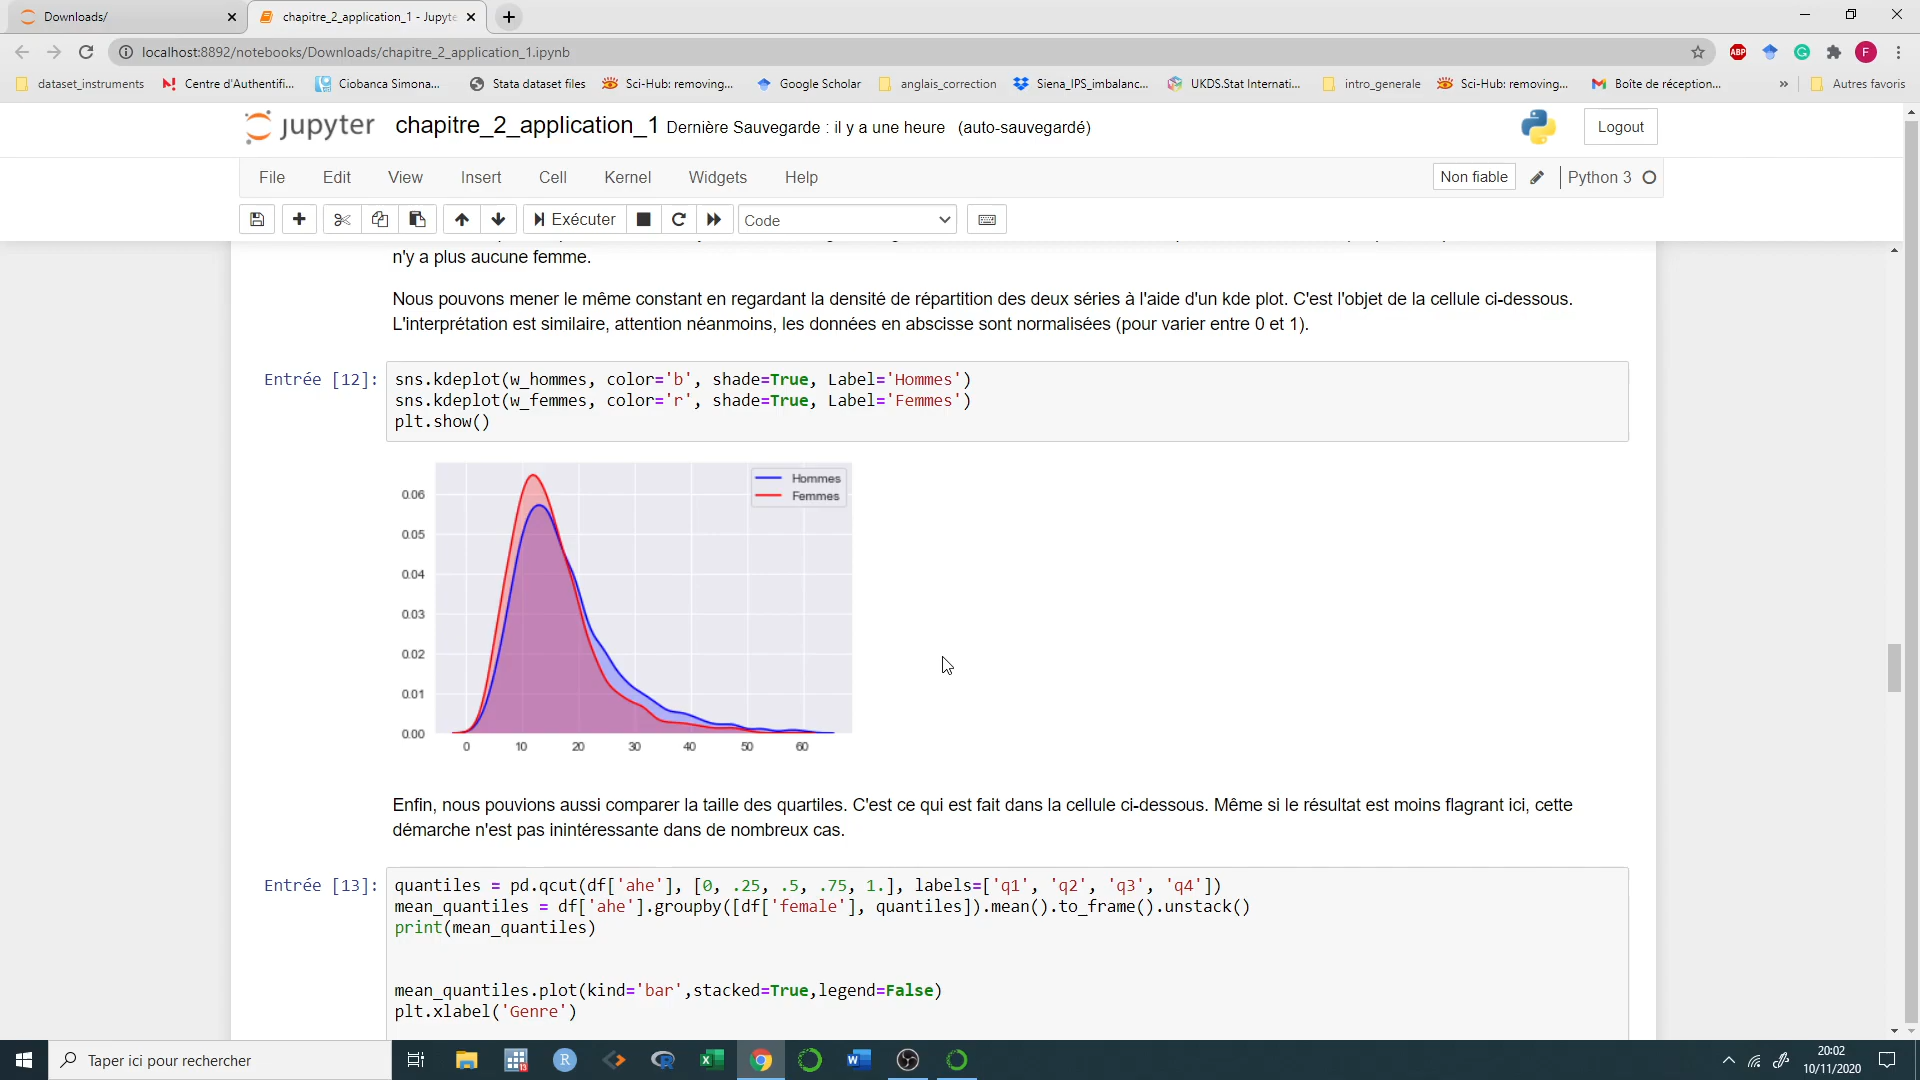 Downloads/
chapitre_2_application_1 - Jupyte
localhost:8892/notebooks/Downloads/chapitre_2_application_1.ipynb
ABP
F
dataset_instruments
Centre d'Authentifi...
Ciobanca Simona...
Stata dataset files
Sci-Hub: removing...
Google Scholar
anglais_correction
Siena_IPS_imbalanc...
UKDS.Stat Internati...
intro_generale
Sci-Hub: removing...
Boîte de réception...
»
Autres favoris
jupyter chapitre_2_application_1 Dernière Sauvegarde : il y a une heure (auto-sauvegardé)
Logout
File Edit View Insert Cell Kernel Widgets Help
Non fiable
Python 3
Exécuter
Code
n'y a plus aucune femme.
Nous pouvons mener le même constant en regardant la densité de répartition des deux séries à l'aide d'un kde plot. C'est l'objet de la cellule ci-dessous.
L'interprétation est similaire, attention néanmoins, les données en abscisse sont normalisées (pour varier entre 0 et 1).
Entrée [12]:
sns.kdeplot(w_hommes, color='b', shade=True, Label='Hommes')
sns.kdeplot(w_femmes, color='r', shade=True, Label='Femmes')
plt.show()
Hommes
Femmes
0.06
0.05
0.04
0.03
0.02
0.01
0.00
0 10 20 30 40 50 60
Enfin, nous pouvions aussi comparer la taille des quartiles. C'est ce qui est fait dans la cellule ci-dessous. Même si le résultat est moins flagrant ici, cette
démarche n'est pas inintéressante dans de nombreux cas.
Entrée [13]:
quantiles = pd.qcut(df['ahe'], [0, .25, .5, .75, 1.], labels=['q1', 'q2', 'q3', 'q4'])
mean_quantiles = df['ahe'].groupby([df['female'], quantiles]).mean().to_frame().unstack()
print(mean_quantiles)
mean_quantiles.plot(kind='bar',stacked=True,legend=False)
plt.xlabel('Genre')
Taper ici pour rechercher
20:02
10/11/2020